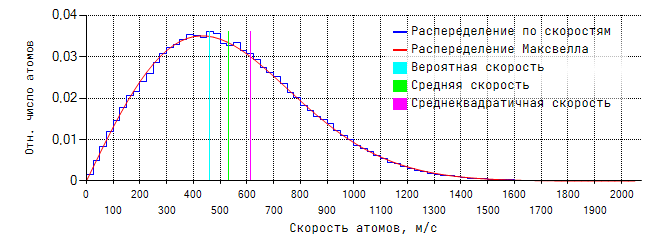 Отн. число атомов
0,04
0,03
0,02
0,01
0
Распеределение по скоростям
Распеределение Максвелла
Вероятная скорость
Средняя скорость
Среднеквадратичная скорость
0 200 400 600 800 1000 1200 1400 1600 1800 2000
100 300 500 700 900 1100 1300 1500 1700 1900
Скорость атомов, м/с